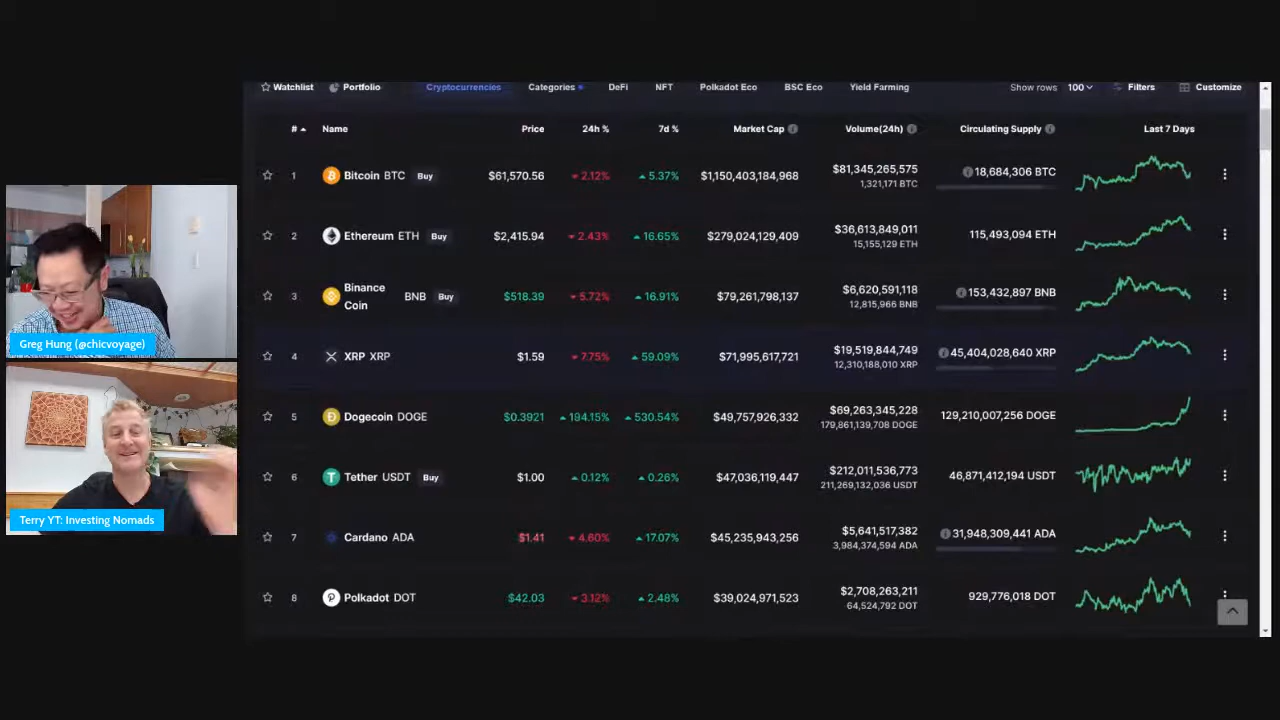 Watchlist Portfolio Cryptocurrencies Categories DeFi NFT Polkadot Eco BSC Eco Yield Farming Show rows 100 Filters Customize
# Name Price 24h % 7d % Market Cap Volume(24h) Circulating Supply Last 7 Days
1 Bitcoin BTC Buy $61,570.56 2.12% 5.37% $1,150,403,184,968 $81,345,265,575 18,684,306 BTC
1,321,171 BTC
2 Ethereum ETH Buy $2,415.94 2.43% 16.65% $279,024,129,409 $36,613,849,011 115,493,094 ETH
15,155,129 ETH
3 Binance Coin BNB Buy $518.39 5.72% 16.91% $79,261,798,137 $6,620,591,118 153,432,897 BNB
12,815,966 BNB
4 XRP XRP $1.59 7.75% 59.09% $71,995,617,721 $19,519,844,749 45,404,028,640 XRP
12,310,188,010 XRP
5 Dogecoin DOGE $0.3921 194.15% 530.54% $49,757,926,332 $69,263,345,228 129,210,007,256 DOGE
179,861,139,708 DOGE
6 Tether USDT Buy $1.00 0.12% 0.26% $47,036,119,447 $212,011,536,773 46,871,412,194 USDT
211,269,132,036 USDT
7 Cardano ADA $1.41 4.60% 17.07% $45,235,943,256 $5,641,517,382 31,948,309,441 ADA
3,984,374,594 ADA
8 Polkadot DOT $42.03 3.12% 2.48% $39,024,971,523 $2,708,263,211 929,776,018 DOT
64,524,792 DOT
Greg Hung (@chicvoyage)
Terry YT: Investing Nomads